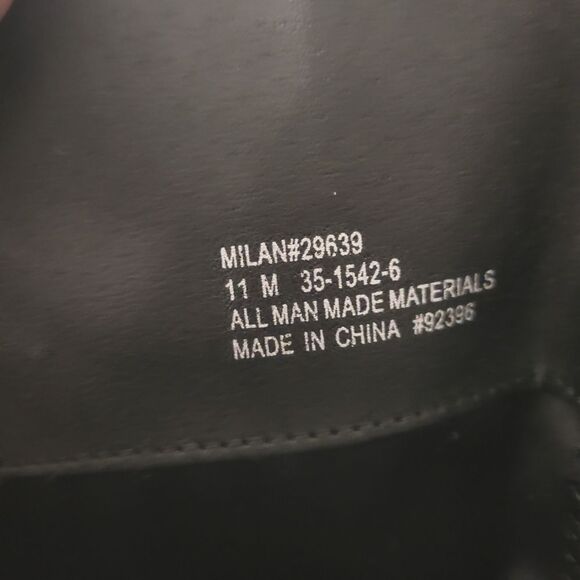 MILAN#29639
11 M 35-1542-6
ALL MAN MADE MATERIALS
MADE IN CHINA #92396